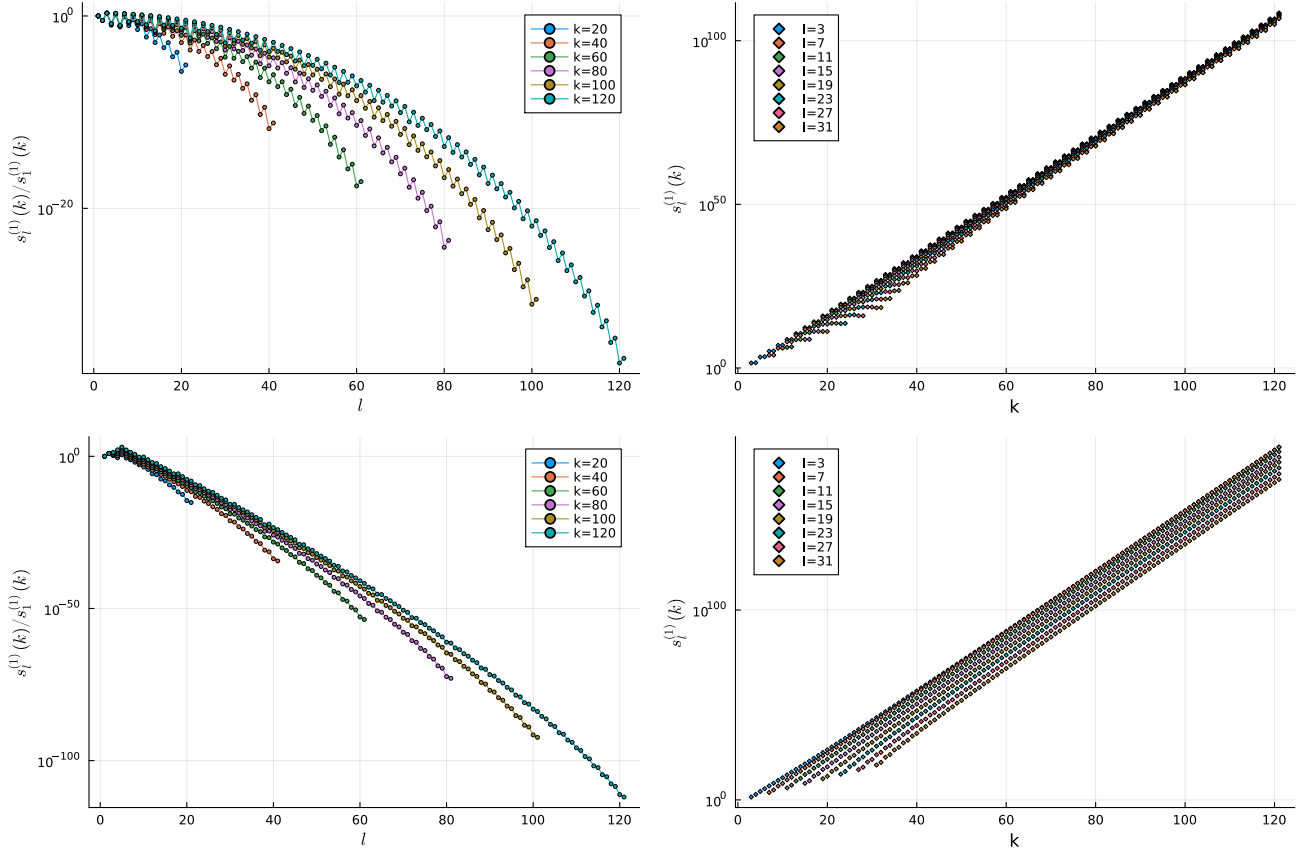 10^0
10^{-20}
s_l^{(1)}(k)/s_1^{(1)}(k)
k=20
k=40
k=60
k=80
k=100
k=120
0 20 40 60 80 100 120
l
10^{100}
10^{50}
10^0
s_l^{(1)}(k)
l=3
l=7
l=11
l=15
l=19
l=23
l=27
l=31
0 20 40 60 80 100 120
k
10^0
10^{-50}
10^{-100}
s_l^{(1)}(k)/s_1^{(1)}(k)
k=20
k=40
k=60
k=80
k=100
k=120
0 20 40 60 80 100 120
l
10^{100}
10^0
s_l^{(1)}(k)
l=3
l=7
l=11
l=15
l=19
l=23
l=27
l=31
0 20 40 60 80 100 120
k